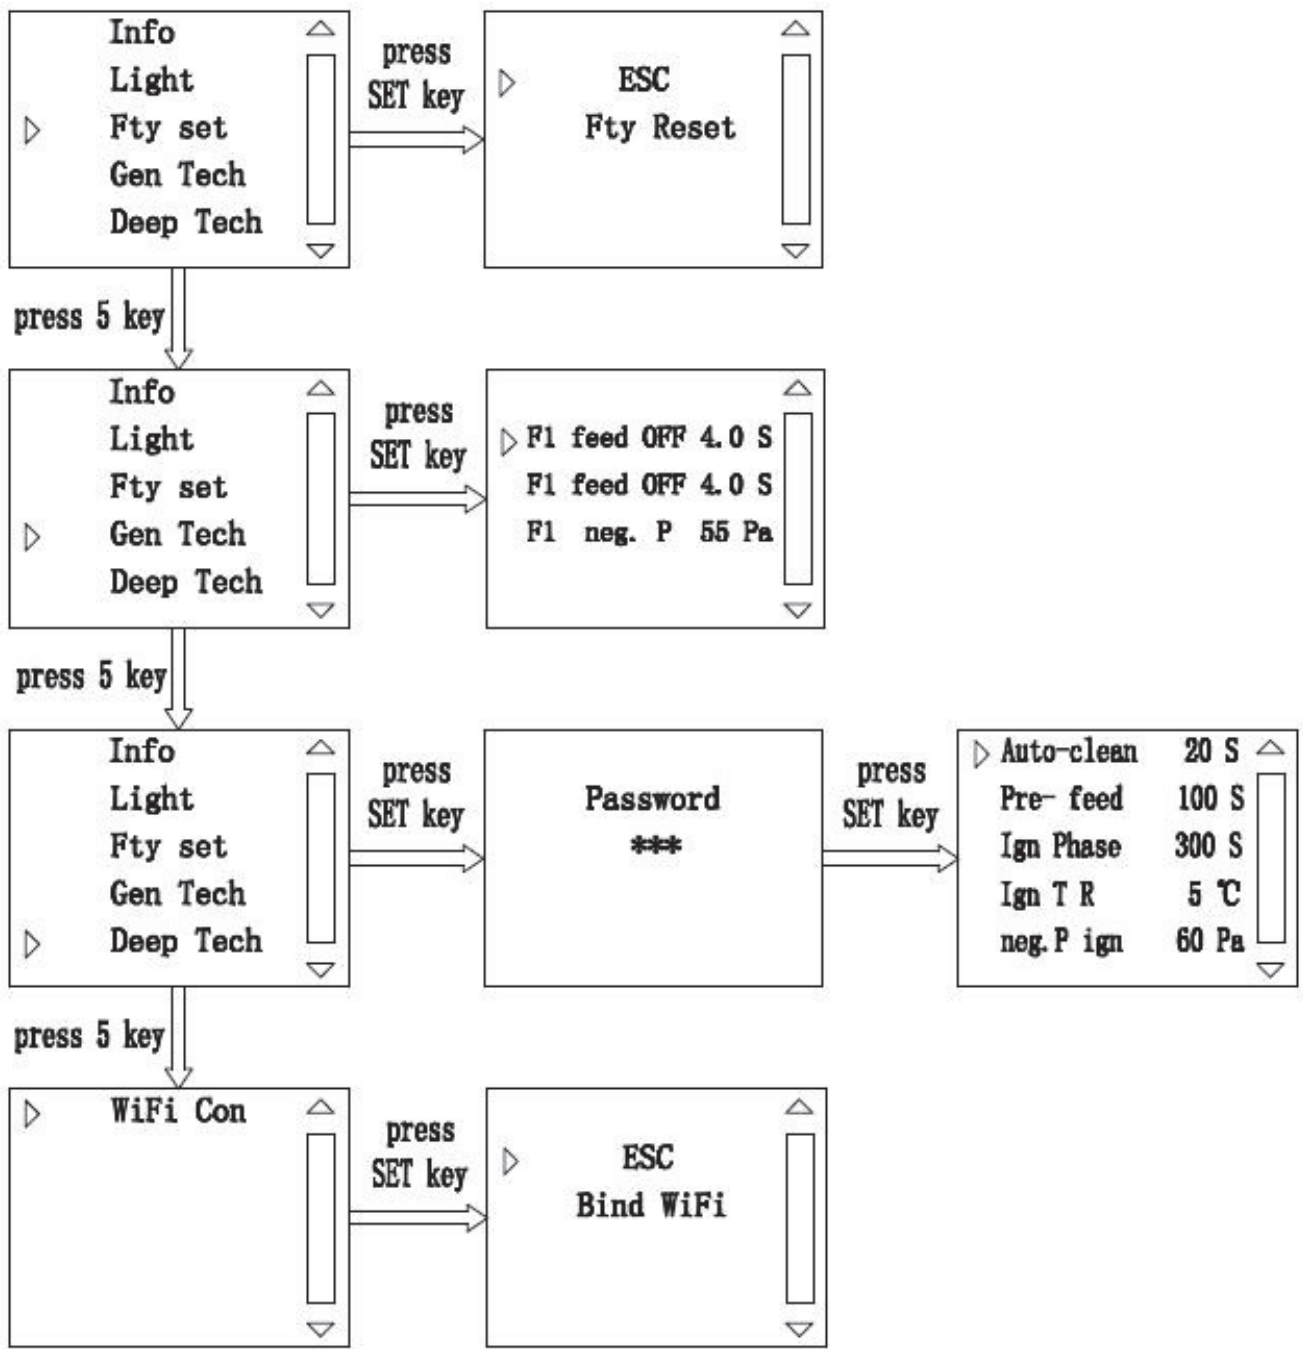 Info
Light
Fty set
Gen Tech
Deep Tech
press
SET key
ESC
Fty Reset
press 5 key
Info
Light
Fty set
Gen Tech
Deep Tech
press
SET key
F1 feed OFF 4.0 S
F1 feed OFF 4.0 S
F1 neg. P 55 Pa
press 5 key
Info
Light
Fty set
Gen Tech
Deep Tech
press
SET key
Password
***
press
SET key
Auto-clean 20 S
Pre- feed 100 S
Ign Phase 300 S
Ign T R 5 ℃
neg.P ign 60 Pa
press 5 key
WiFi Con
press
SET key
ESC
Bind WiFi